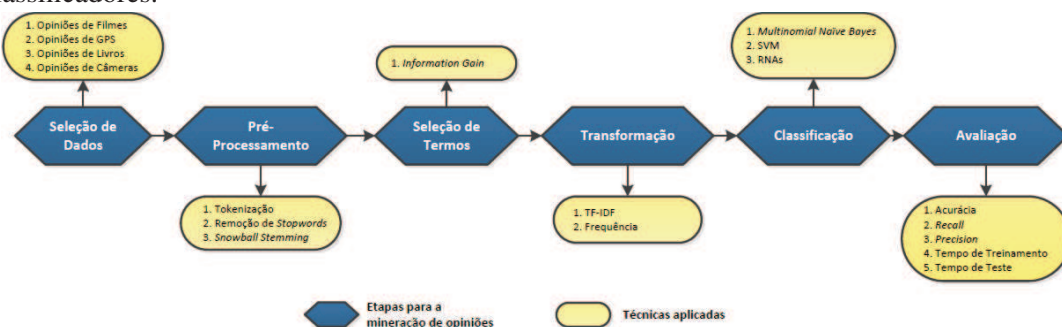 classificadores.
1. Opiniões de Filmes
2. Opiniões de GPS
3. Opiniões de Livros
4. Opiniões de Câmeras
1. Information Gain
1. Multinomial Naïve Bayes
2. SVM
3. RNAs
Seleção de
Dados
Pré-
Processamento
Seleção de
Termos
Transformação
Classificação
Avaliação
1. Tokenização
2. Remoção de Stopwords
3. Snowball Stemming
1. TF-IDF
2. Frequência
1. Acurácia
2. Recall
3. Precision
4. Tempo de Treinamento
5. Tempo de Teste
Etapas para a
mineração de opiniões
Técnicas aplicadas